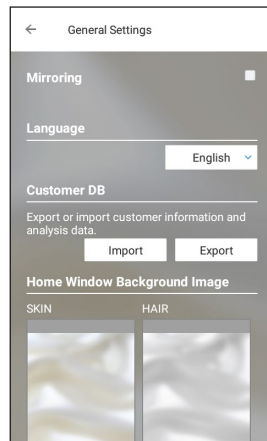 General Settings
Mirroring
Language
English
Customer DB
Export or import customer information and
analysis data.
Import Export
Home Window Background Image
SKIN HAIR